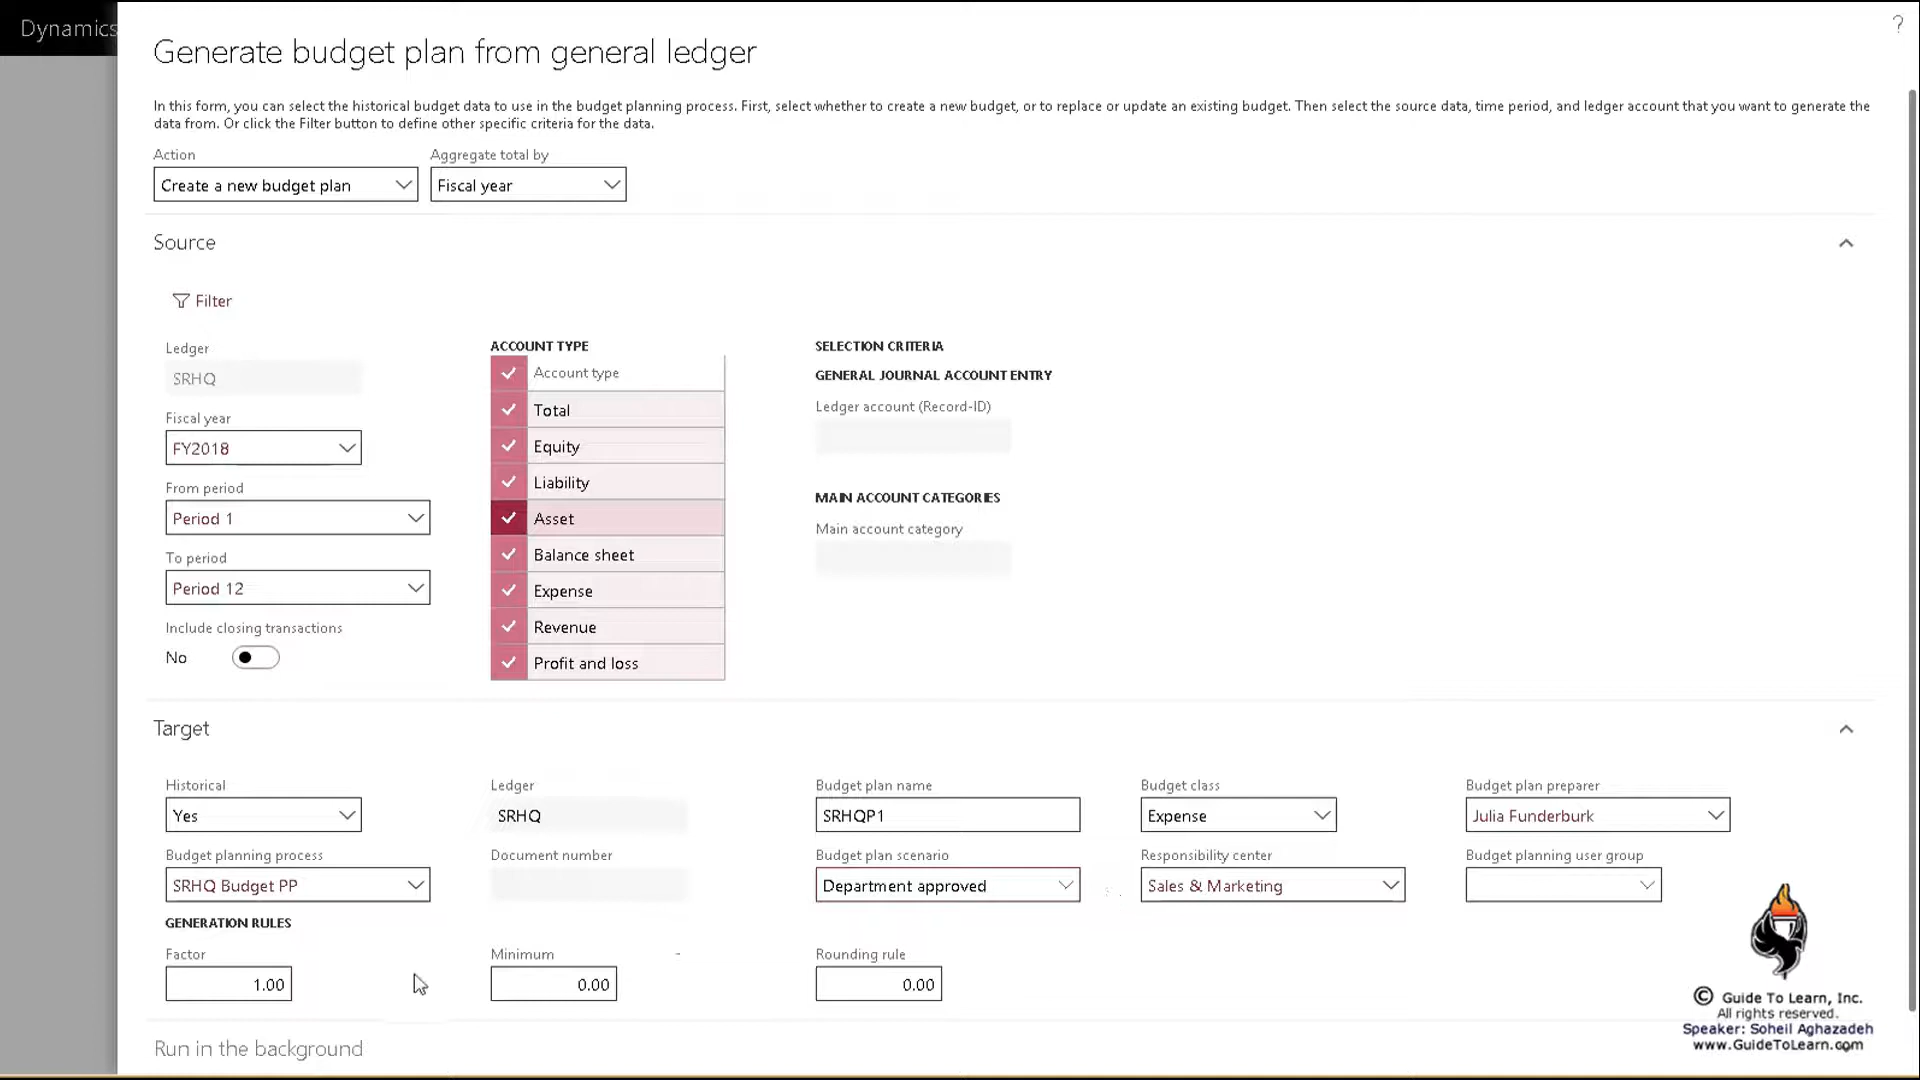 Dynamics
?
Generate budget plan from general ledger
In this form, you can select the historical budget data to use in the budget planning process. First, select whether to create a new budget, or to replace or update an existing budget. Then select the source data, time period, and ledger account that you want to generate the
data from. Or click the Filter button to define other specific criteria for the data.
Action
Aggregate total by
Create a new budget plan
Fiscal year
Source
Filter
Ledger
SRHQ
Fiscal year
FY2018
From period
Period 1
To period
Period 12
Include closing transactions
No
ACCOUNT TYPE
Account type
Total
Equity
Liability
Asset
Balance sheet
Expense
Revenue
Profit and loss
SELECTION CRITERIA
GENERAL JOURNAL ACCOUNT ENTRY
Ledger account (Record-ID)
MAIN ACCOUNT CATEGORIES
Main account category
Target
Historical
Yes
Ledger
SRHQ
Budget plan name
SRHQP1
Budget class
Expense
Budget plan preparer
Julia Funderburk
Budget planning process
SRHQ Budget PP
Document number
Budget plan scenario
Department approved
Responsibility center
Sales & Marketing
Budget planning user group
GENERATION RULES
Factor
1.00
Minimum
0.00
Rounding rule
0.00
Run in the background
© Guide To Learn, Inc.
All rights reserved.
Speaker: Soheil Aghazadeh
www.GuideToLearn.com